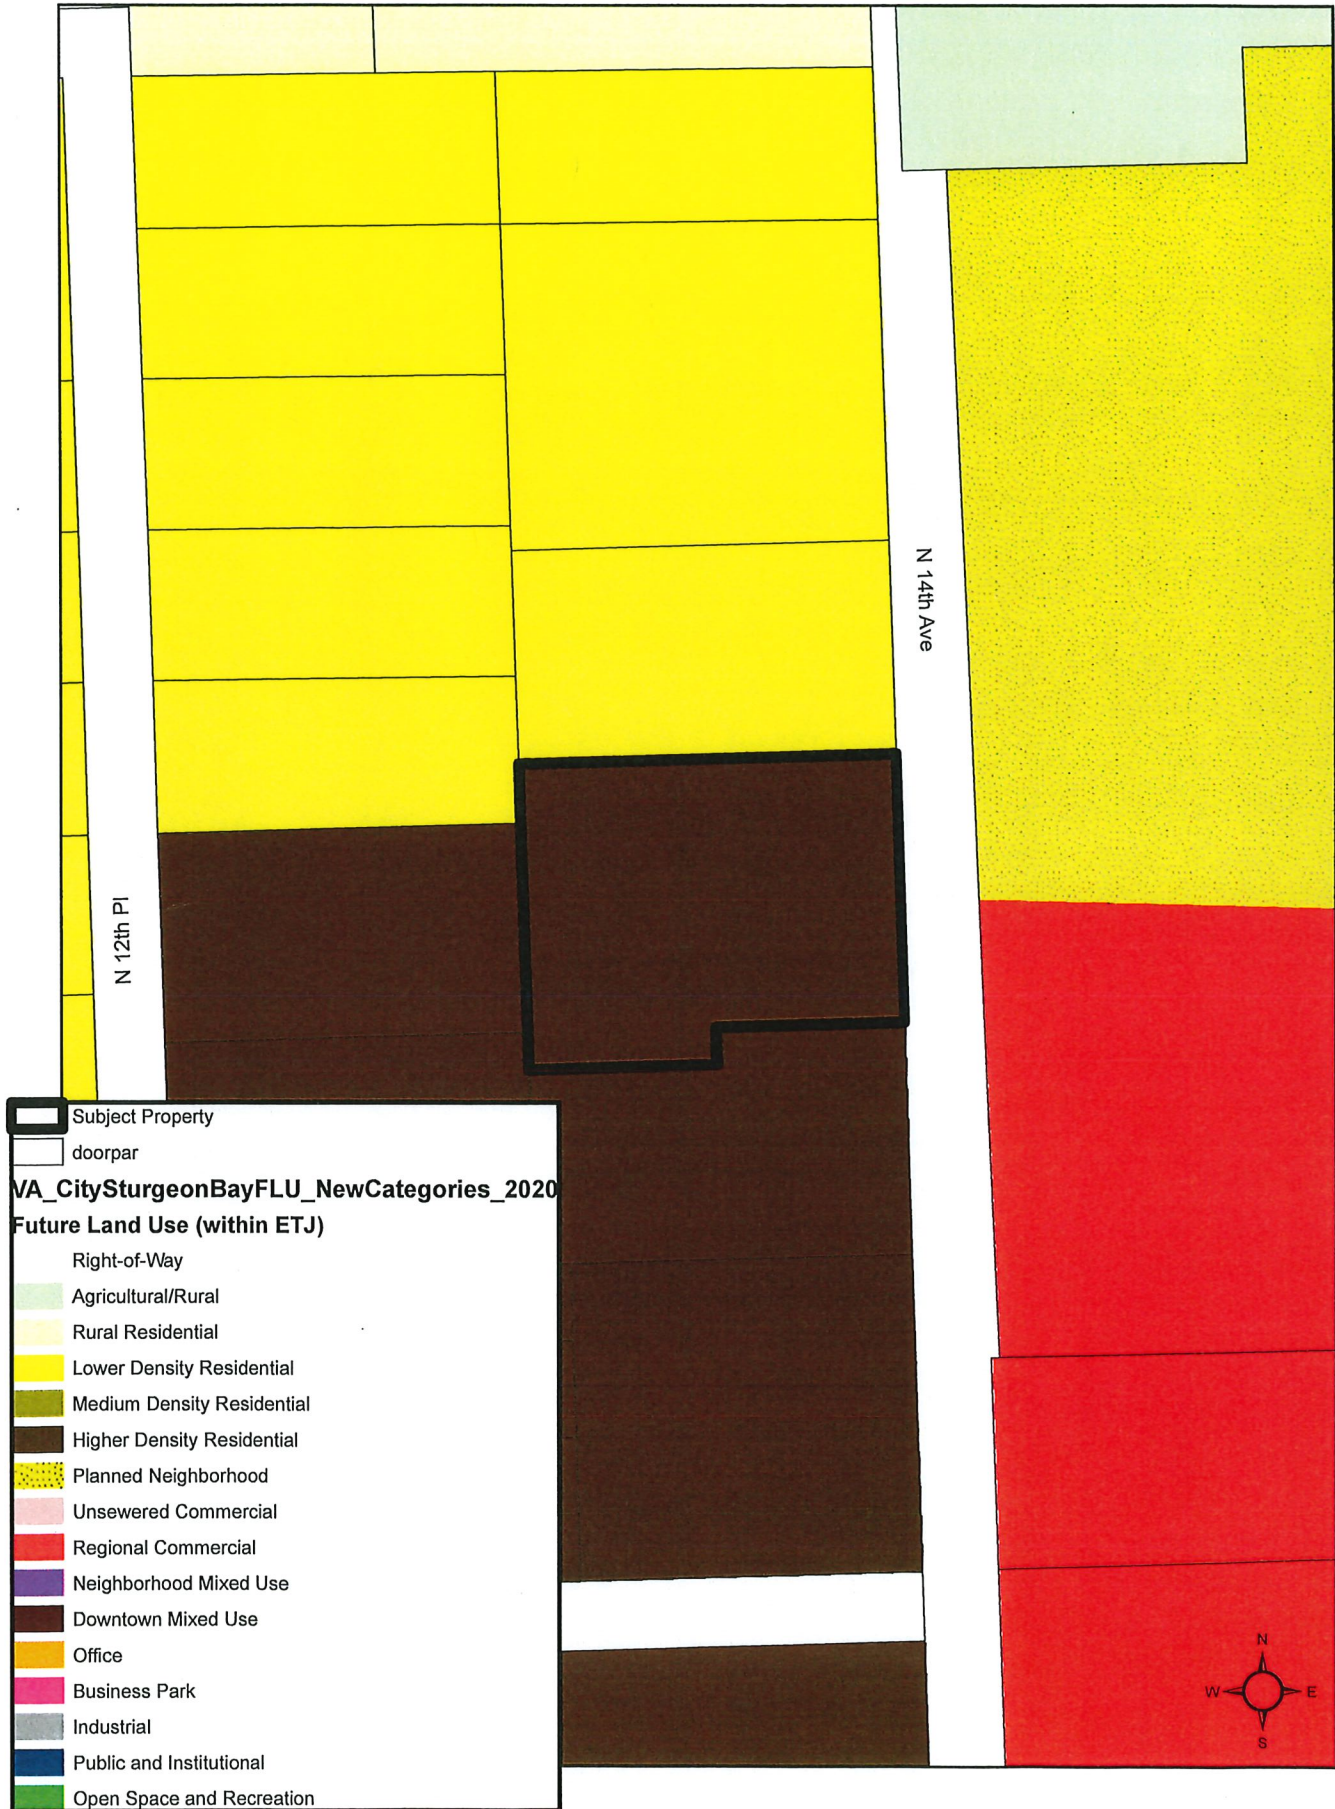 N 14th Ave
N 12th Pl
Subject Property
doorpar
VA_CitySturgeonBayFLU_NewCategories_2020
Future Land Use (within ETJ)
Right-of-Way
Agricultural/Rural
Rural Residential
Lower Density Residential
Medium Density Residential
Higher Density Residential
Planned Neighborhood
Unsewered Commercial
Regional Commercial
Neighborhood Mixed Use
Downtown Mixed Use
Office
Business Park
Industrial
Public and Institutional
Open Space and Recreation
N
W E
S